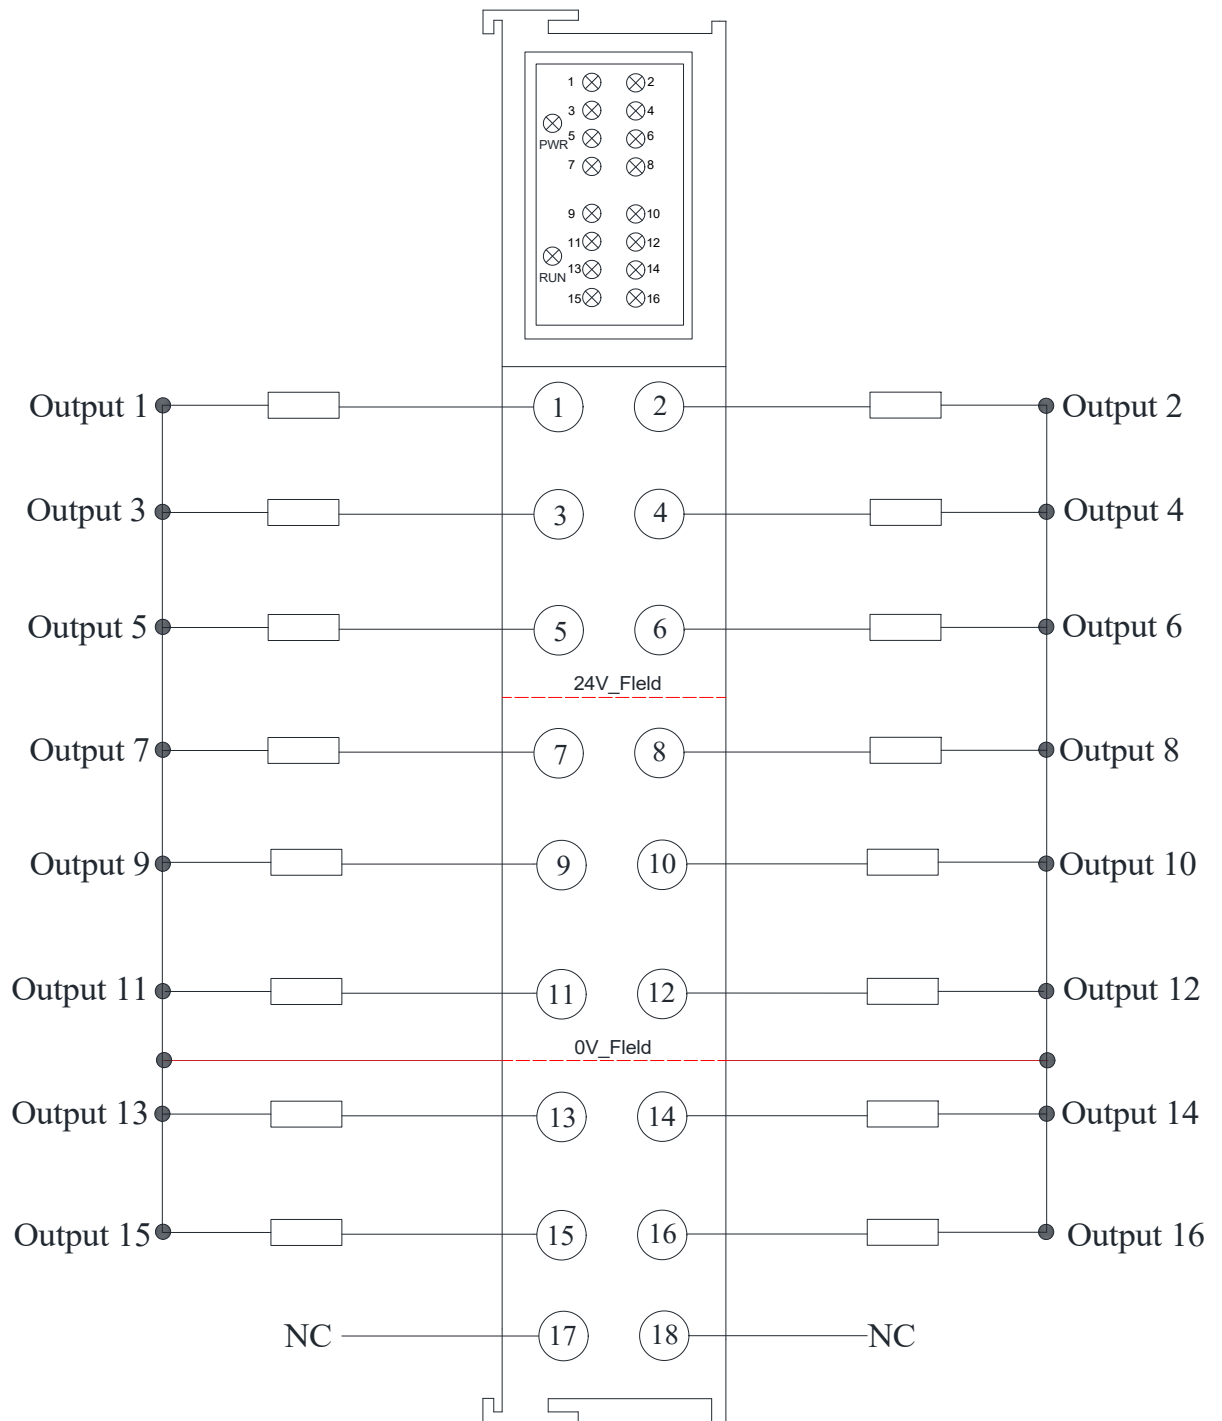 1 2
3 4
PWR
5 6
7 8
9 10
11 12
RUN
13 14
15 16
Output 1 1 2 Output 2
Output 3 3 4 Output 4
Output 5 5 6 Output 6
24V_Fleld
Output 7 7 8 Output 8
Output 9 9 10 Output 10
Output 11 11 12 Output 12
0V_Fleld
Output 13 13 14 Output 14
Output 15 15 16 Output 16
NC 17 18 NC